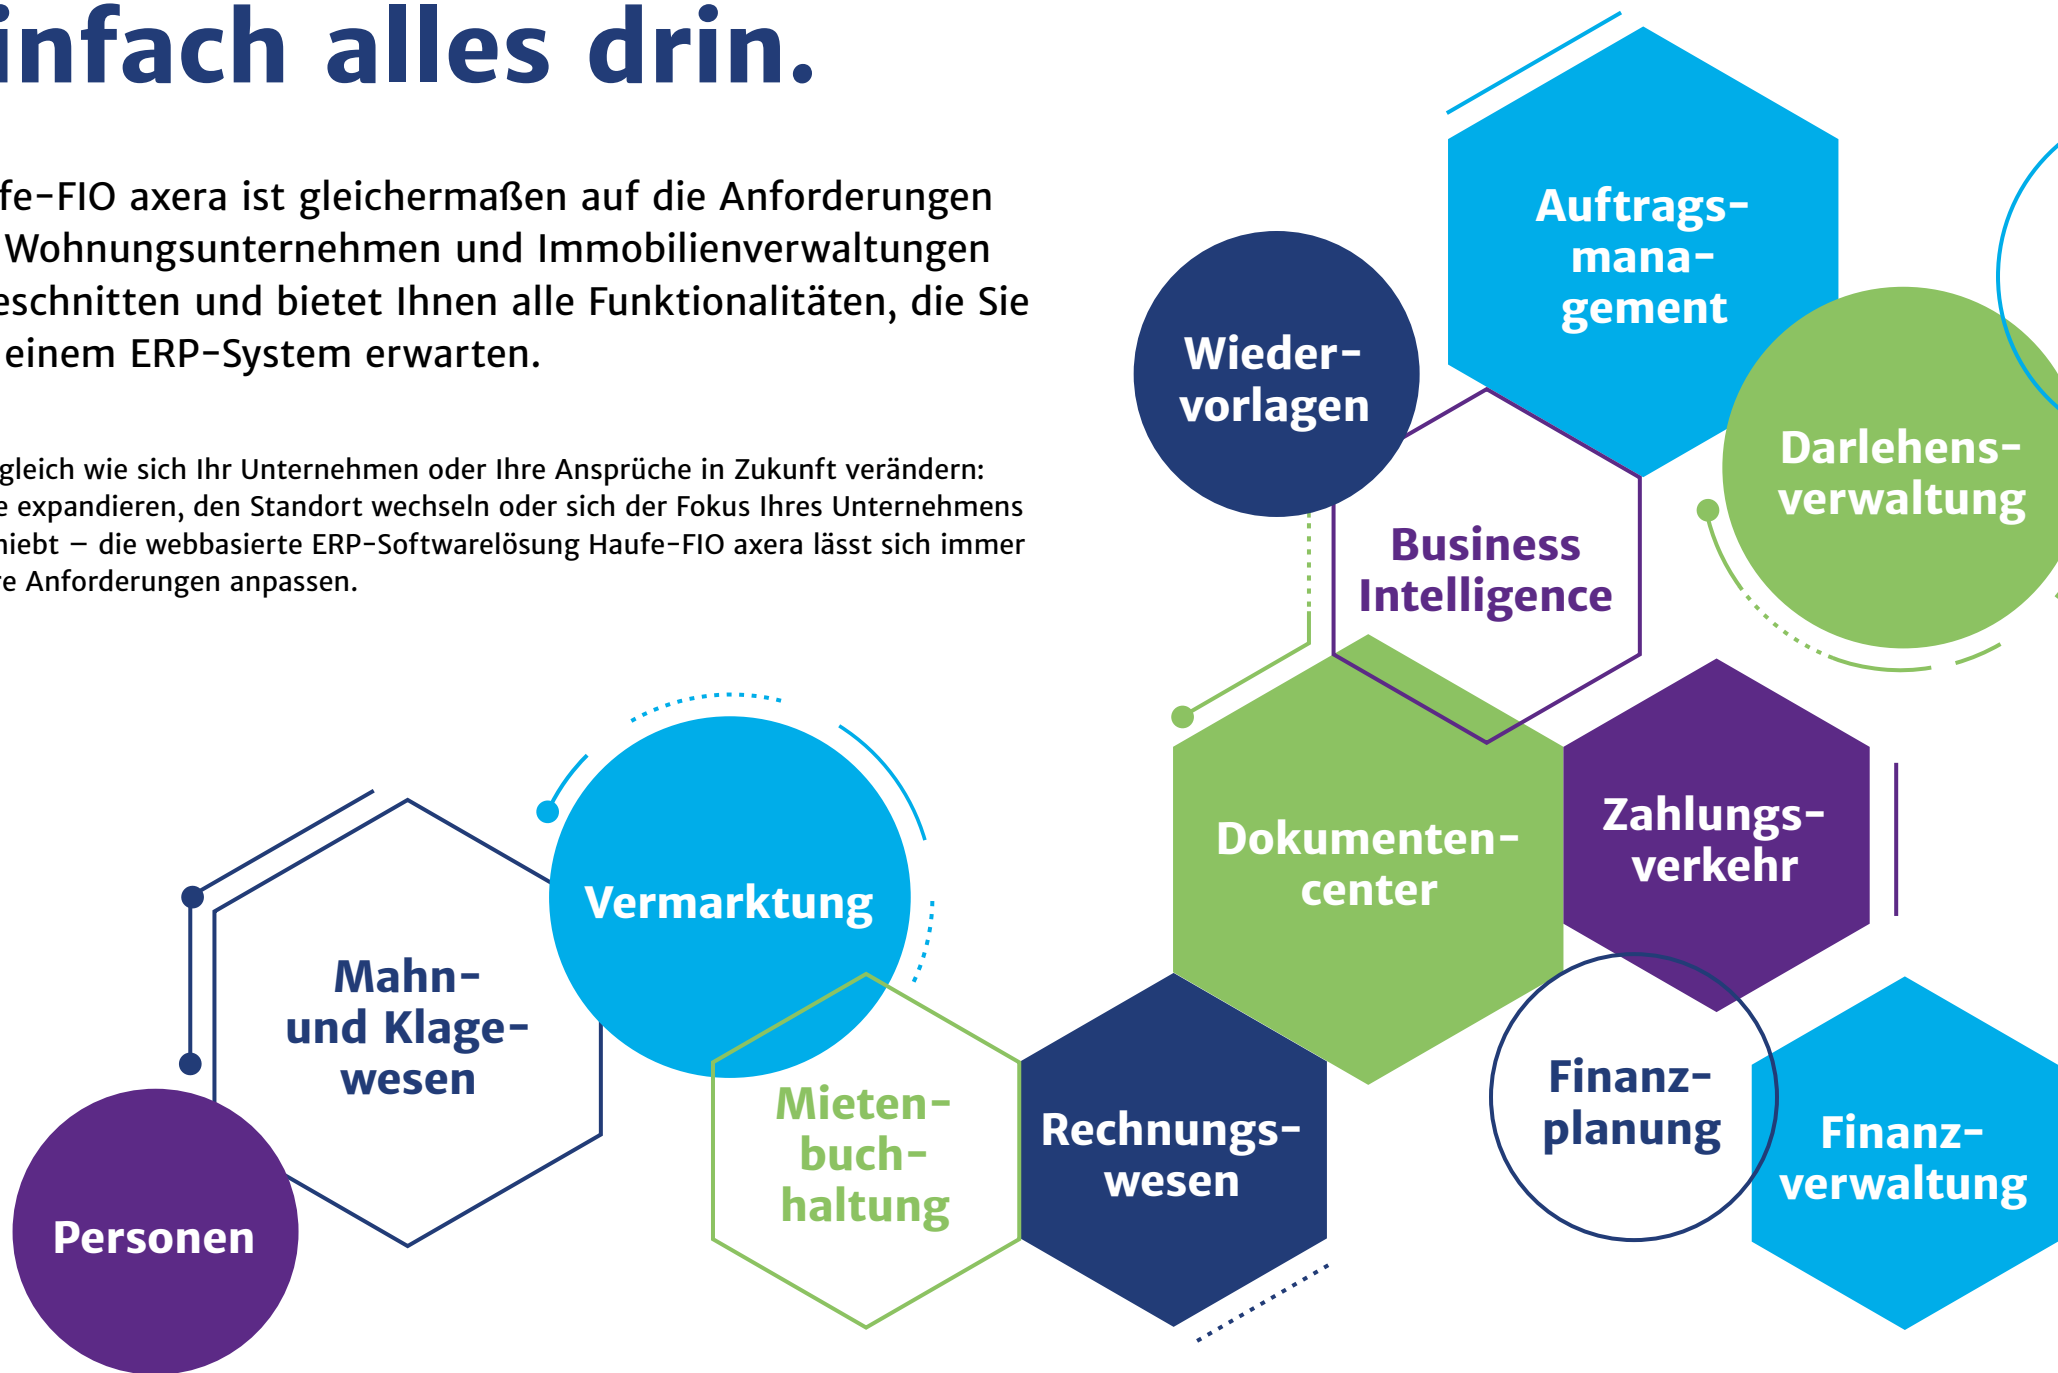 infach alles drin.
fe-FIO axera ist gleichermaßen auf die Anforderungen
Wohnungsunternehmen und Immobilienverwaltungen
eschnitten und bietet Ihnen alle Funktionalitäten, die Sie
einem ERP-System erwarten.
gleich wie sich Ihr Unternehmen oder Ihre Ansprüche in Zukunft verändern:
e expandieren, den Standort wechseln oder sich der Fokus Ihres Unternehmens
hiebt – die webbasierte ERP-Softwarelösung Haufe-FIO axera lässt sich immer
re Anforderungen anpassen.
Auftrags-
mana-
gement
Wieder-
vorlagen
Darlehens-
verwaltung
Business
Intelligence
Dokumenten-
center
Zahlungs-
verkehr
Vermarktung
Mahn-
und Klage-
wesen
Mieten-
buch-
haltung
Rechnungs-
wesen
Finanz-
planung
Finanz-
verwaltung
Personen